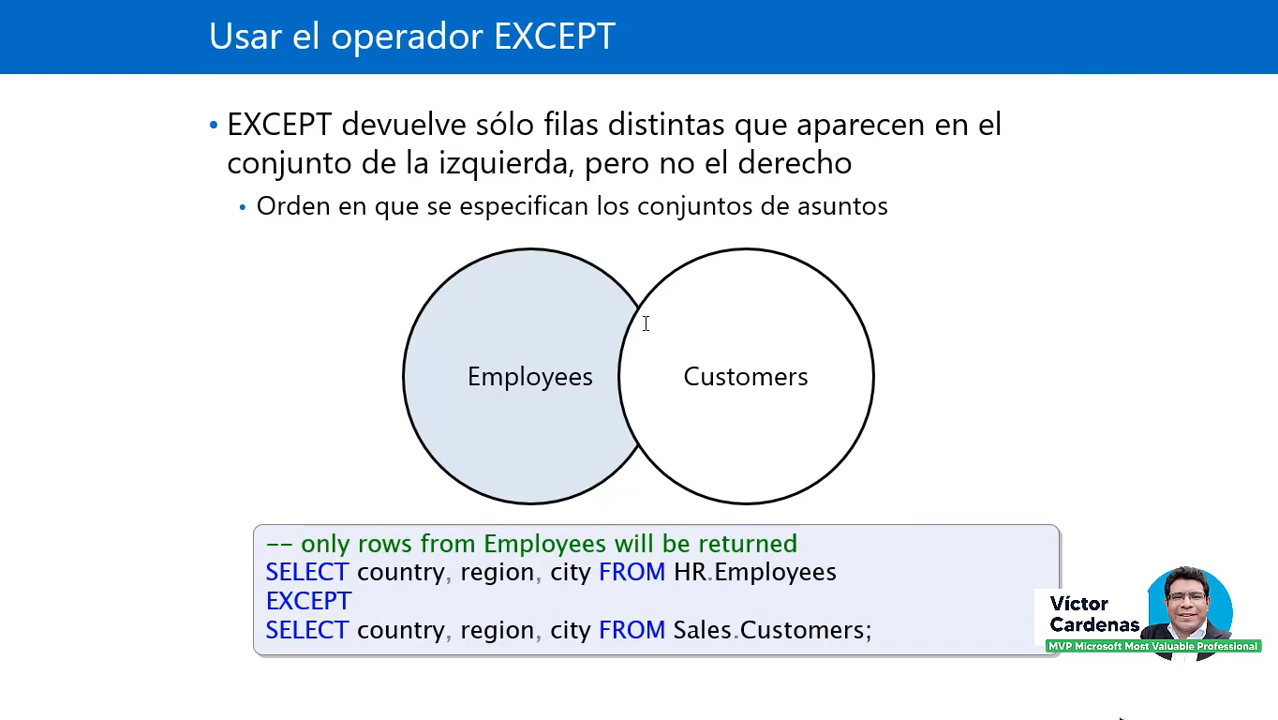 Usar el operador EXCEPT
• EXCEPT devuelve sólo filas distintas que aparecen en el
conjunto de la izquierda, pero no el derecho
• Orden en que se especifican los conjuntos de asuntos
Employees
Customers
-- only rows from Employees will be returned
SELECT country, region, city FROM HR.Employees
EXCEPT
SELECT country, region, city FROM Sales.Customers;
Víctor
Cardenas
MVP Microsoft Most Valuable Professional